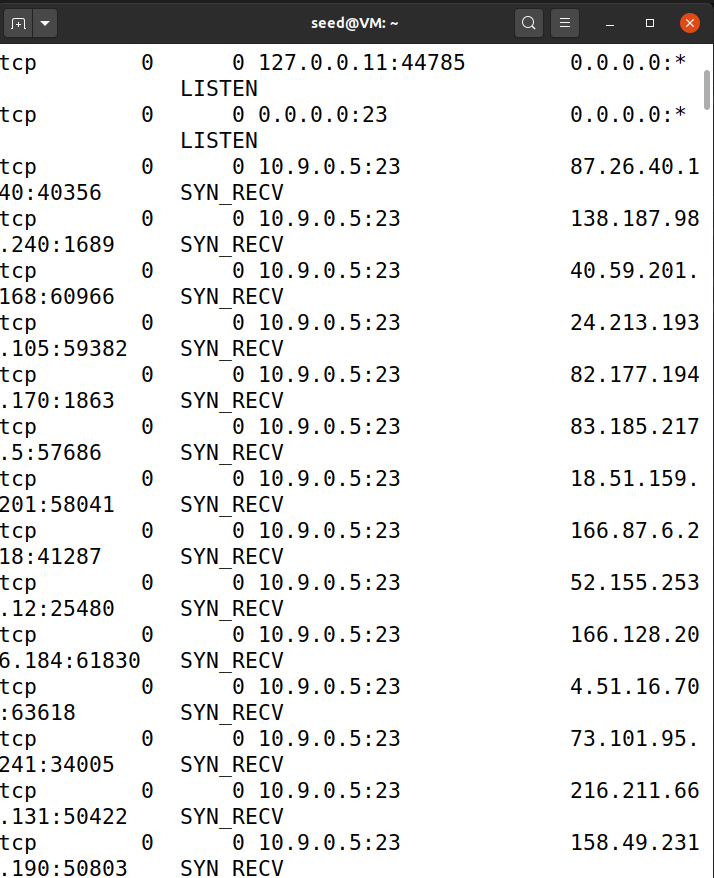 seed@VM: ~
tcp        0      0 127.0.0.11:44785        0.0.0.0:*
              LISTEN
tcp        0      0 0.0.0.0:23              0.0.0.0:*
              LISTEN
tcp        0      0 10.9.0.5:23             87.26.40.1
40:40356      SYN_RECV
tcp        0      0 10.9.0.5:23             138.187.98
.240:1689     SYN_RECV
tcp        0      0 10.9.0.5:23             40.59.201.
168:60966     SYN_RECV
tcp        0      0 10.9.0.5:23             24.213.193
.105:59382    SYN_RECV
tcp        0      0 10.9.0.5:23             82.177.194
.170:1863     SYN_RECV
tcp        0      0 10.9.0.5:23             83.185.217
.5:57686      SYN_RECV
tcp        0      0 10.9.0.5:23             18.51.159.
201:58041     SYN_RECV
tcp        0      0 10.9.0.5:23             166.87.6.2
18:41287      SYN_RECV
tcp        0      0 10.9.0.5:23             52.155.253
.12:25480     SYN_RECV
tcp        0      0 10.9.0.5:23             166.128.20
6.184:61830   SYN_RECV
tcp        0      0 10.9.0.5:23             4.51.16.70
:63618        SYN_RECV
tcp        0      0 10.9.0.5:23             73.101.95.
241:34005     SYN_RECV
tcp        0      0 10.9.0.5:23             216.211.66
.131:50422    SYN_RECV
tcp        0      0 10.9.0.5:23             158.49.231
.190:50803    SYN_RECV